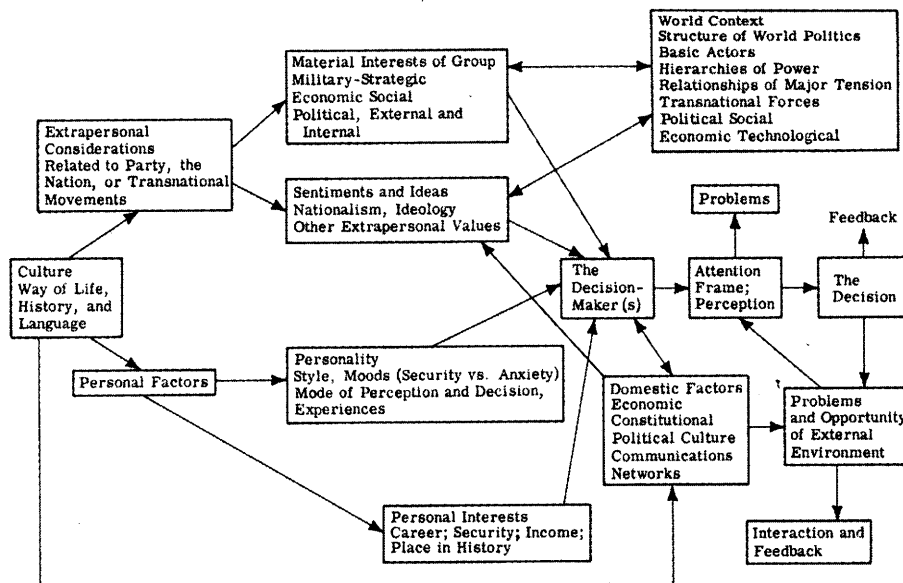 World Context
Structure of World Politics
Basic Actors
Hierarchies of Power
Relationships of Major Tension
Transnational Forces
Political Social
Economic Technological
Material Interests of Group
Military-Strategic
Economic Social
Political, External and
Internal
Extrapersonal
Considerations
Related to Party, the
Nation, or Transnational
Movements
Sentiments and Ideas
Nationalism, Ideology
Other Extrapersonal Values
Problems
Feedback
Culture
Way of Life,
History, and
Language
The
Decision-
Maker (s)
Attention
Frame;
Perception
The
Decision
Personal Factors
Personality
Style, Moods (Security vs. Anxiety)
Mode of Perception and Decision,
Experiences
Domestic Factors
Economic
Constitutional
Political Culture
Communications
Networks
Problems
and Opportunity
of External
Environment
Personal Interests
Career; Security; Income;
Place in History
Interaction and
Feedback